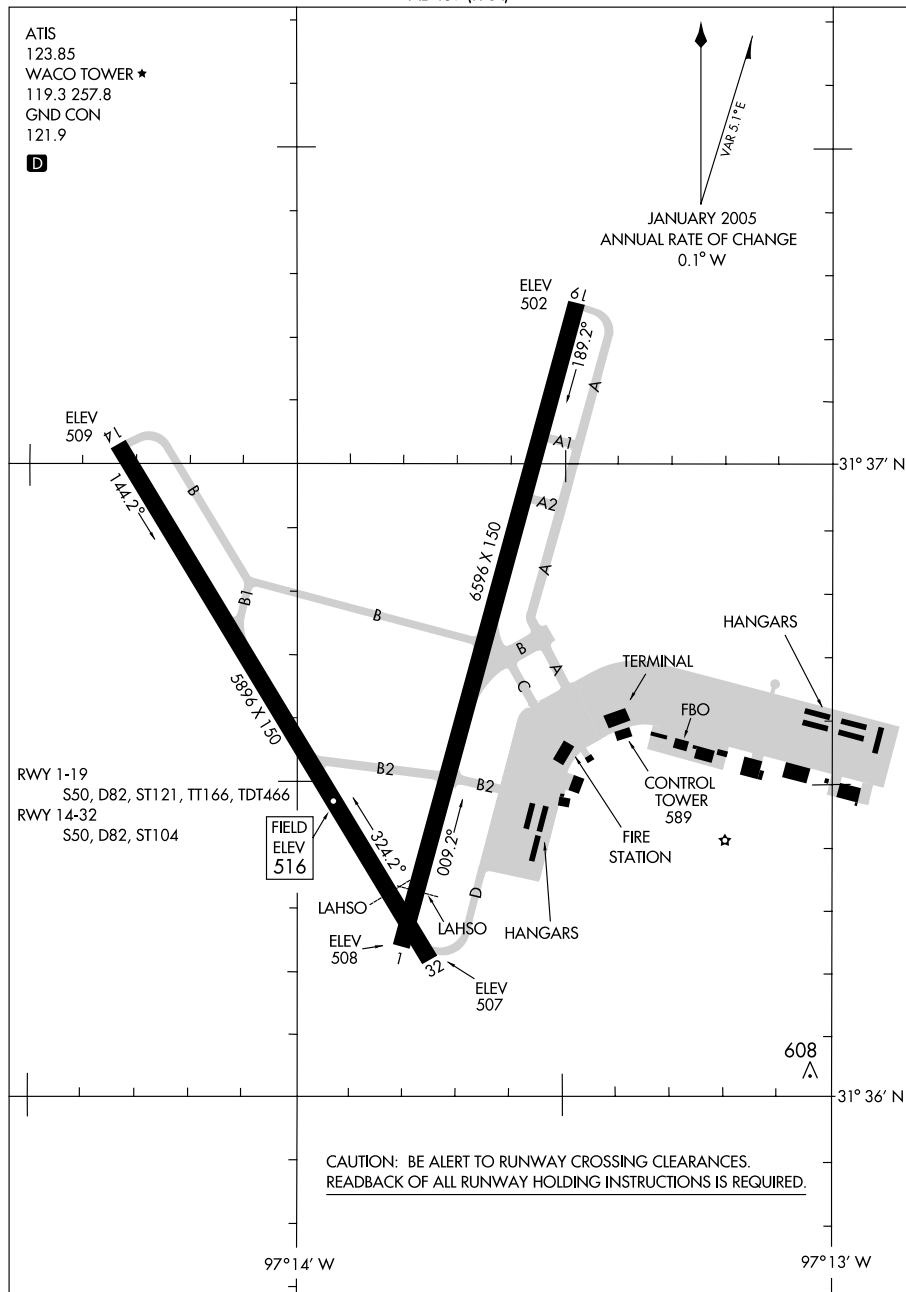 ATIS
123.85
WACO TOWER ★
119.3 257.8
GND CON
121.9
D
VAR 5.1° E
JANUARY 2005
ANNUAL RATE OF CHANGE
0.1° W
ELEV
502
19
189.2°
A
A1
ELEV
509
14
144.2°
31° 37' N
B
A2
6596 X 150
A
B1
B
B
A
C
HANGARS
TERMINAL
FBO
5896 X 150
B2
B2
RWY 1-19
S50, D82, ST121, TT166, TDT466
RWY 14-32
S50, D82, ST104
CONTROL
TOWER
589
FIELD
ELEV
516
324.2°
009.2°
FIRE
STATION
D
LAHSO
LAHSO
HANGARS
ELEV
508
1
32
ELEV
507
608
31° 36' N
CAUTION: BE ALERT TO RUNWAY CROSSING CLEARANCES.
READBACK OF ALL RUNWAY HOLDING INSTRUCTIONS IS REQUIRED.
97°14' W
97°13' W